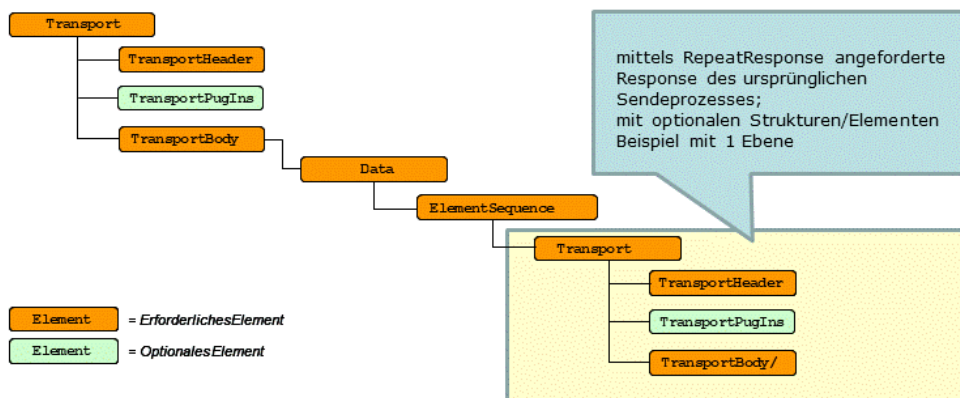 Transport
TransportHeader
TransportPugIns
TransportBody
Data
ElementSequence
mittels RepeatResponse angeforderte
Response des ursprünglichen
Sendeprozesses;
mit optionalen Strukturen/Elementen
Beispiel mit 1 Ebene
Transport
TransportHeader
TransportPugIns
TransportBody/
Element = ErforderlichesElement
Element = OptionalesElement